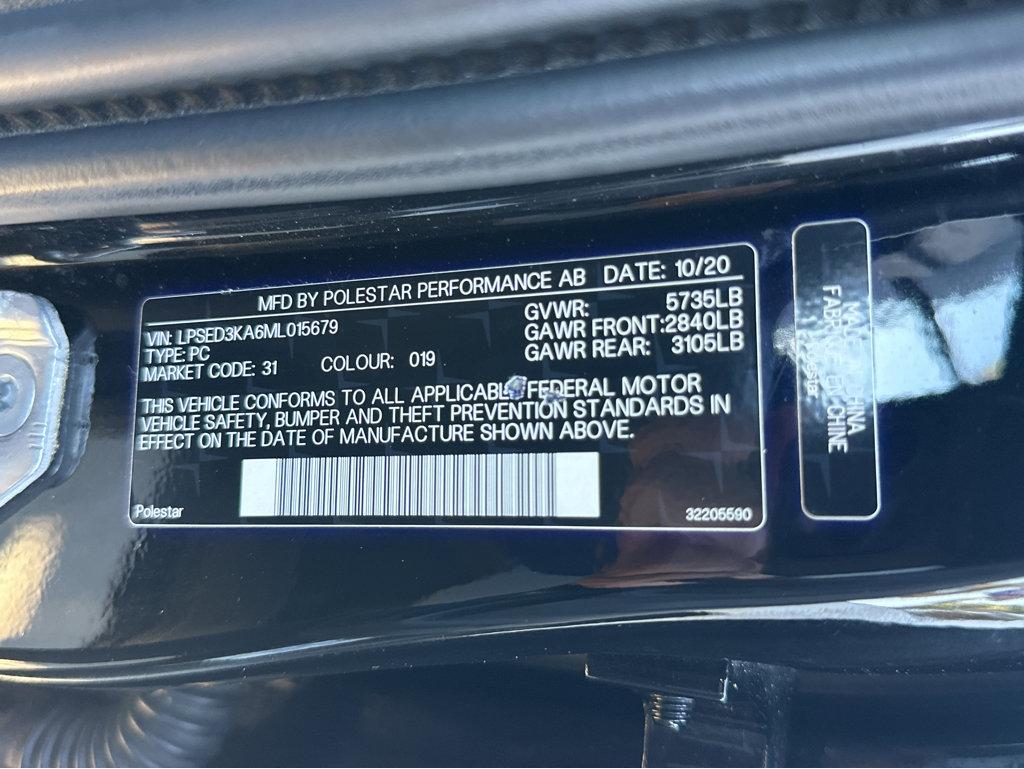 MFD BY POLESTAR PERFORMANCE AB DATE: 10/20
VIN: LPSED3KA6ML015679
TYPE: PC
MARKET CODE: 31 COLOUR: 019
GVWR: 5735LB
GAWR FRONT:2840LB
GAWR REAR: 3105LB
THIS VEHICLE CONFORMS TO ALL APPLICABLE FEDERAL MOTOR
VEHICLE SAFETY, BUMPER AND THEFT PREVENTION STANDARDS IN
EFFECT ON THE DATE OF MANUFACTURE SHOWN ABOVE.
Polestar 32205590
MADE CHINA
FABRIQUE CHINE